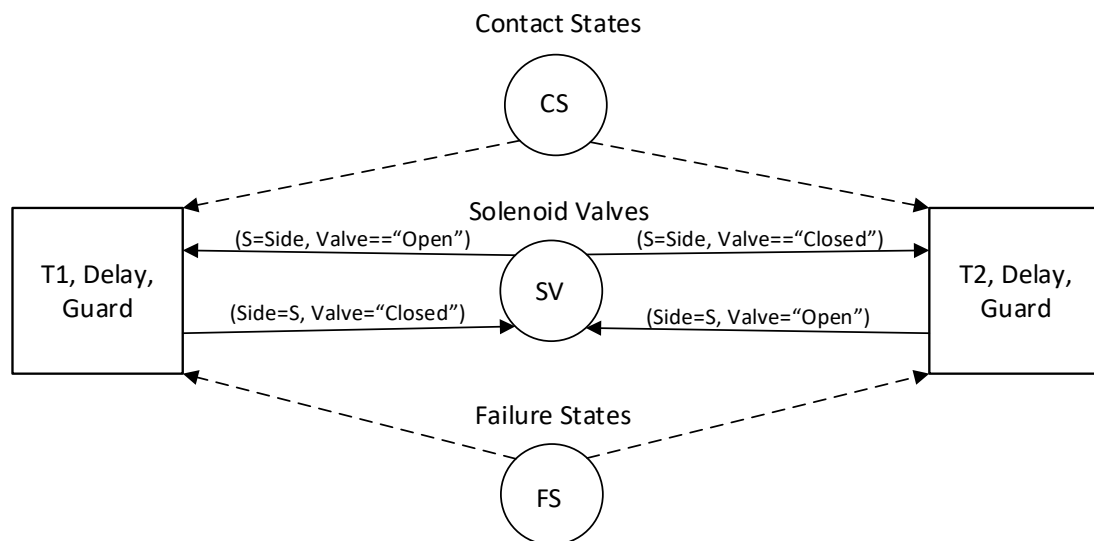 Contact States
CS
Solenoid Valves
(S=Side, Valve==“Open”)
(S=Side, Valve==“Closed”)
T1, Delay,
Guard
SV
T2, Delay,
Guard
(Side=S, Valve=“Closed”)
(Side=S, Valve=“Open”)
Failure States
FS